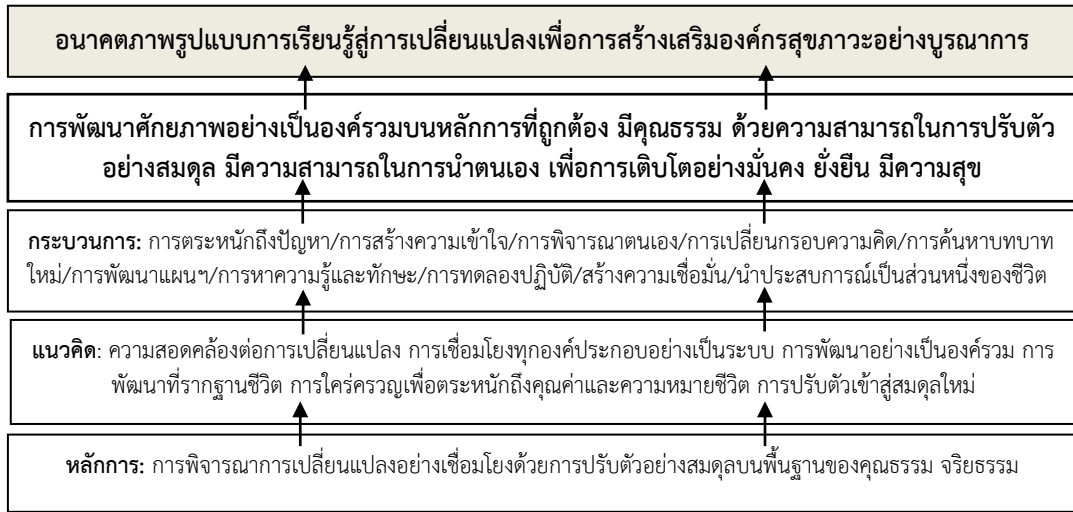 อนาคตภาพรูปแบบการเรียนรู้สู่การเปลี่ยนแปลงเพื่อการสร้างเสริมองค์กรสุขภาวะอย่างบูรณาการ
การพัฒนาศักยภาพอย่างเป็นองค์รวมบนหลักการที่ถูกต้อง มีคุณธรรม ด้วยความสามารถในการปรับตัว
อย่างสมดุล มีความสามารถในการนำตนเอง เพื่อการเติบโตอย่างมั่นคง ยั่งยืน มีความสุข
กระบวนการ: การตระหนักถึงปัญหา/การสร้างความเข้าใจ/การพิจารณาตนเอง/การเปลี่ยนกรอบความคิด/การค้นหาบทบาท
ใหม่/การพัฒนาแผนฯ/การหาความรู้และทักษะ/การทดลองปฏิบัติ/สร้างความเชื่อมั่น/นำประสบการณ์เป็นส่วนหนึ่งของชีวิต
แนวคิด: ความสอดคล้องต่อการเปลี่ยนแปลง การเชื่อมโยงทุกองค์ประกอบอย่างเป็นระบบ การพัฒนาอย่างเป็นองค์รวม การ
พัฒนาที่รากฐานชีวิต การใคร่ครวญเพื่อตระหนักถึงคุณค่าและความหมายชีวิต การปรับตัวเข้าสู่สมดุลใหม่
หลักการ: การพิจารณาการเปลี่ยนแปลงอย่างเชื่อมโยงด้วยการปรับตัวอย่างสมดุลบนพื้นฐานของคุณธรรม จริยธรรม